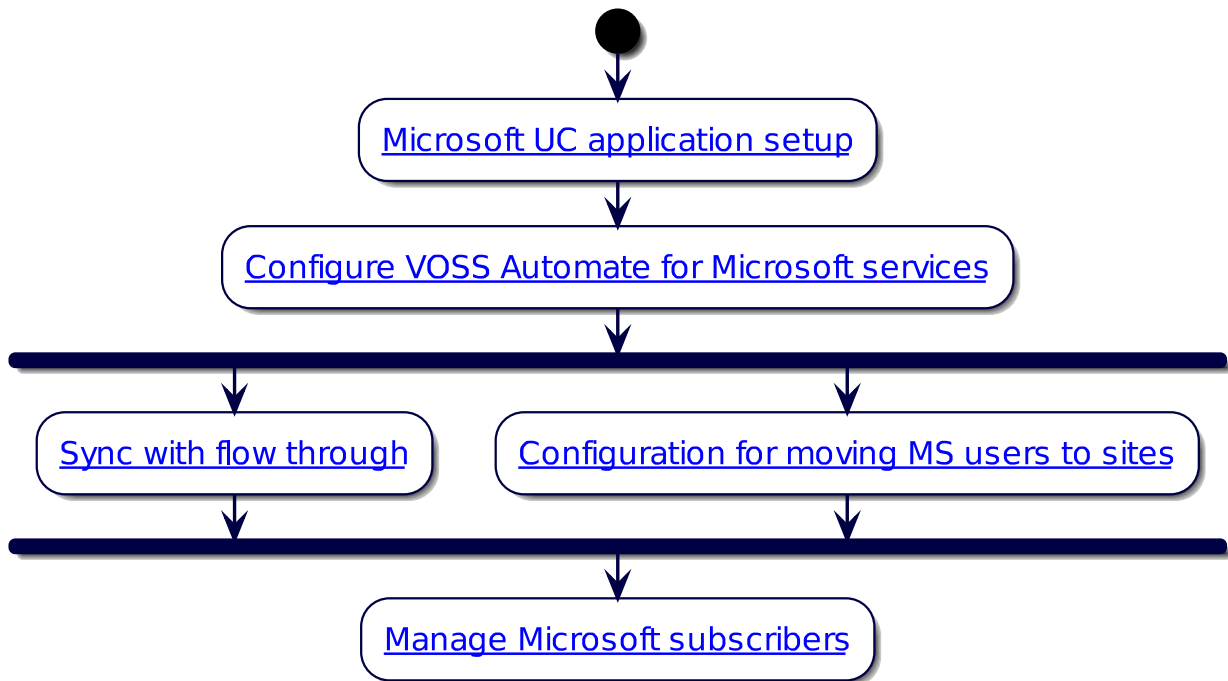 Microsoft UC application setup
Configure VOSS Automate for Microsoft services
Sync with flow through
Configuration for moving MS users to sites
Manage Microsoft subscribers